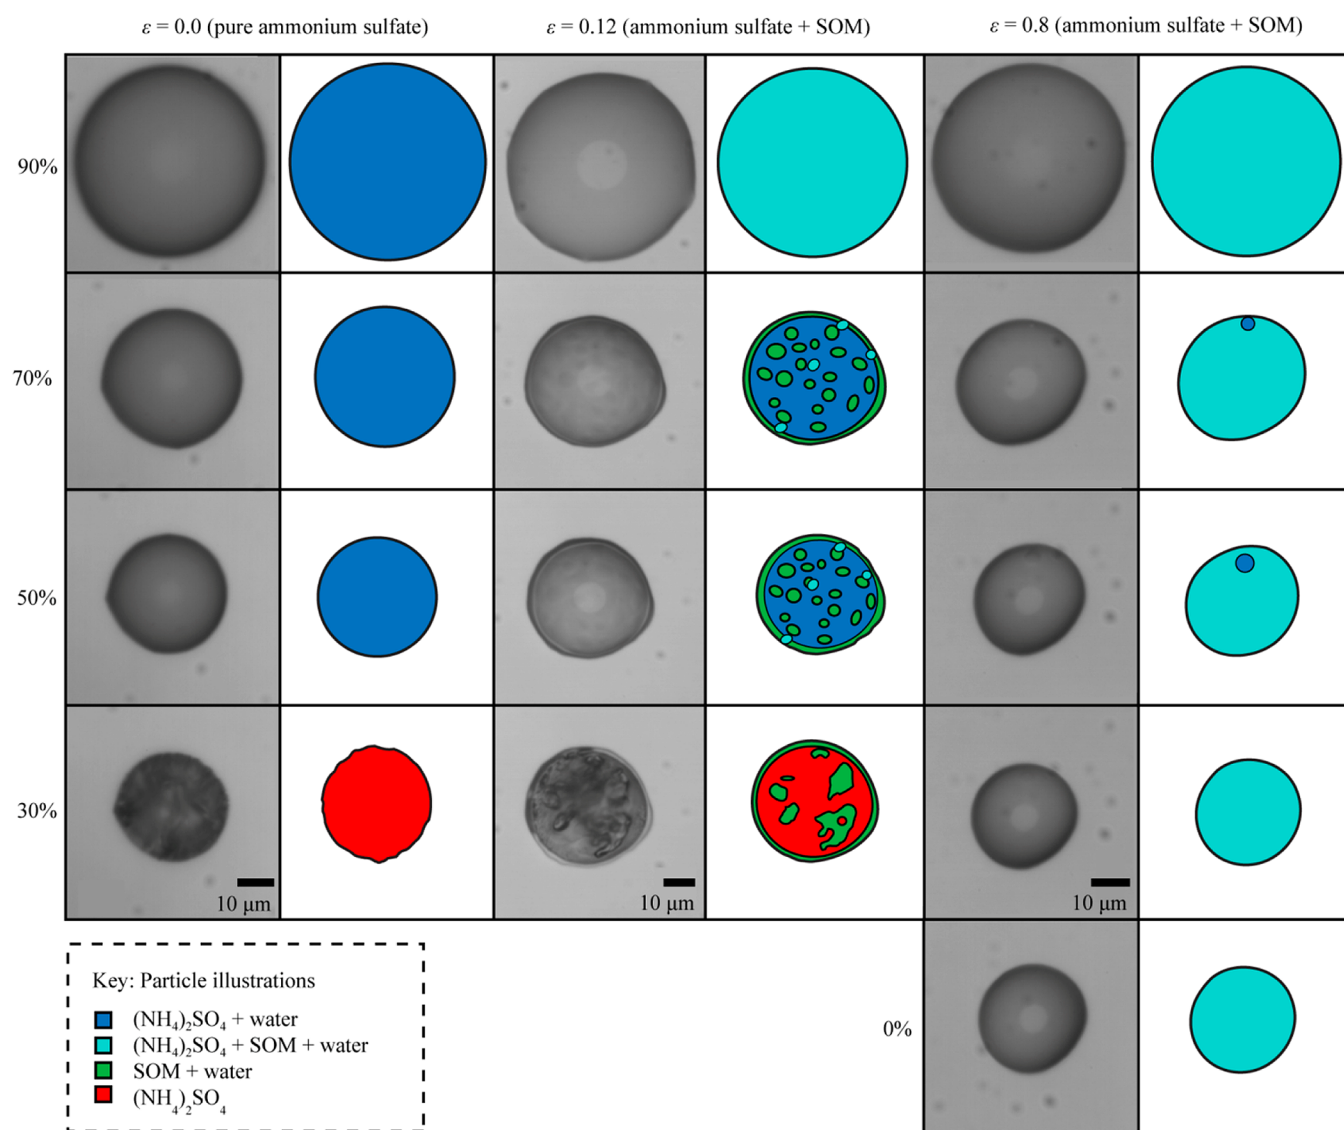 ε = 0.0 (pure ammonium sulfate) ε = 0.12 (ammonium sulfate + SOM) ε = 0.8 (ammonium sulfate + SOM)
90%
70%
50%
30%
10 μm 10 μm 10 μm
0%
Key: Particle illustrations
(NH₄)₂SO₄ + water
(NH₄)₂SO₄ + SOM + water
SOM + water
(NH₄)₂SO₄